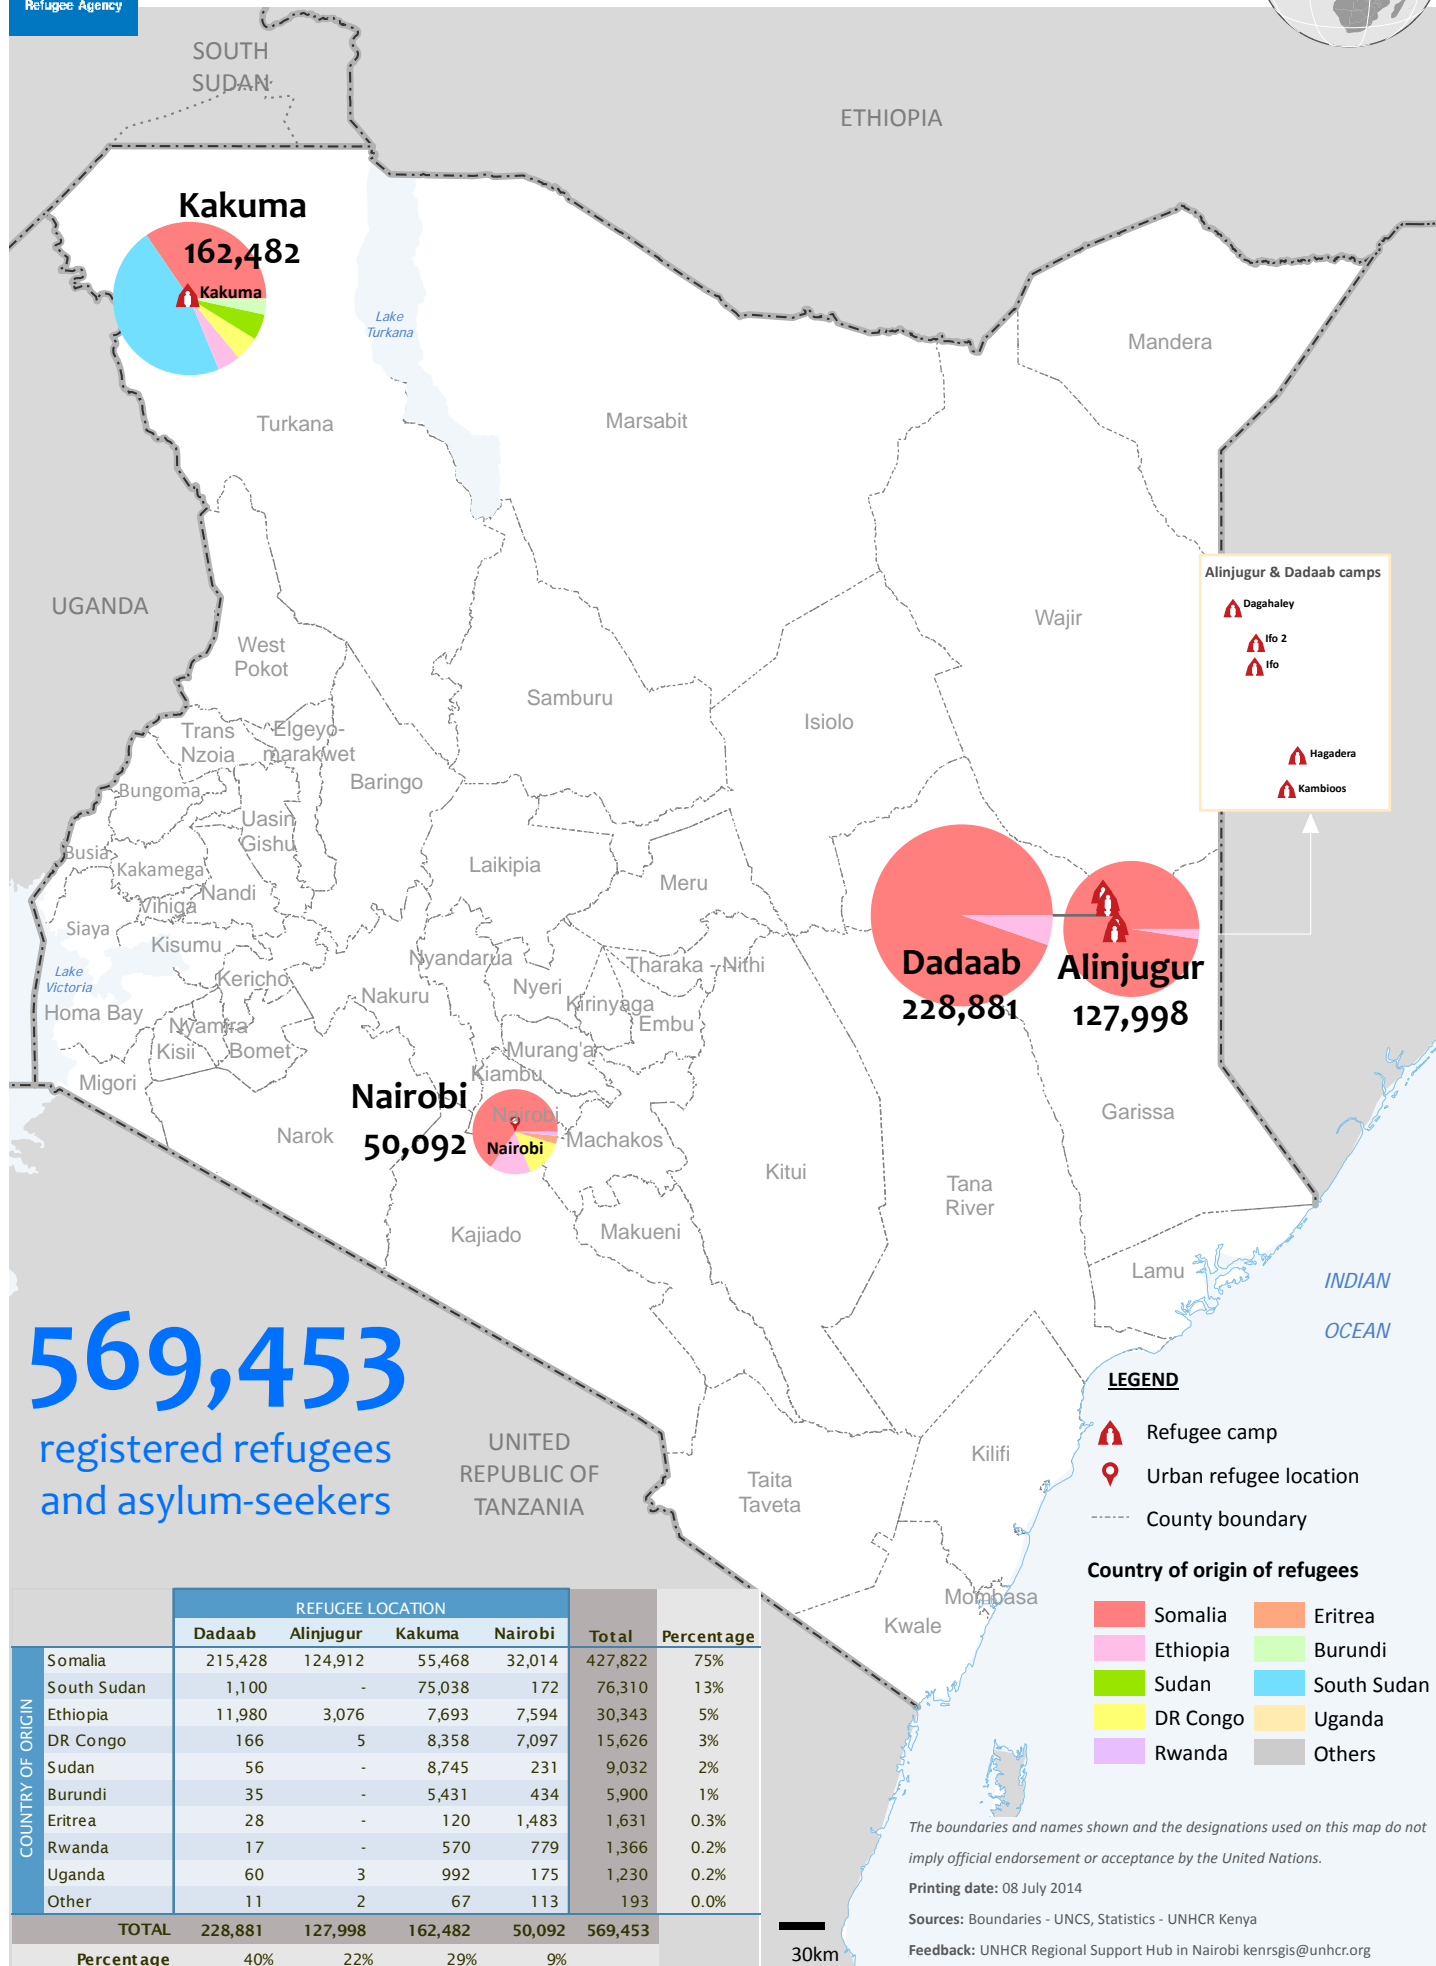 Refugee Agency
SOUTH
SUDAN
ETHIOPIA
Kakuma
162,482
Kakuma
Lake
Turkana
Mandera
Turkana
Marsabit
Alinjugur & Dadaab camps
Dagahaley
Ifo 2
Ifo
Hagadera
Kambioos
UGANDA
Wajir
West
Pokot
Samburu
Isiolo
Trans
Nzoia
Elgeyo-
marakwet
Baringo
Bungoma
Uasin
Gishu
Busia
Kakamega
Laikipia
Meru
Nandi
Vihiga
Siaya
Kisumu
Nyandarua
Tharaka - Nithi
Dadaab
228,881
Alinjugur
127,998
Lake
Victoria
Kericho
Nakuru
Nyeri
Kirinyaga
Homa Bay
Nyamira
Embu
Kisii
Bomet
Murang'a
Kiambu
Migori
Nairobi
50,092
Nairobi
Nairobi
Garissa
Narok
Machakos
Kitui
Tana
River
Kajiado
Makueni
Lamu
INDIAN
OCEAN
569,453
registered refugees
and asylum-seekers
UNITED
REPUBLIC OF
TANZANIA
Taita
Taveta
Kilifi
Mombasa
Kwale
LEGEND
Refugee camp
Urban refugee location
County boundary
Country of origin of refugees
Somalia Eritrea
Ethiopia Burundi
Sudan South Sudan
DR Congo Uganda
Rwanda Others
REFUGEE LOCATION
Dadaab Alinjugur Kakuma Nairobi Total Percentage
COUNTRY OF ORIGIN
Somalia 215,428 124,912 55,468 32,014 427,822 75%
South Sudan 1,100 - 75,038 172 76,310 13%
Ethiopia 11,980 3,076 7,693 7,594 30,343 5%
DR Congo 166 5 8,358 7,097 15,626 3%
Sudan 56 - 8,745 231 9,032 2%
Burundi 35 - 5,431 434 5,900 1%
Eritrea 28 - 120 1,483 1,631 0.3%
Rwanda 17 - 570 779 1,366 0.2%
Uganda 60 3 992 175 1,230 0.2%
Other 11 2 67 113 193 0.0%
TOTAL 228,881 127,998 162,482 50,092 569,453
Percentage 40% 22% 29% 9%
30km
The boundaries and names shown and the designations used on this map do not
imply official endorsement or acceptance by the United Nations.
Printing date: 08 July 2014
Sources: Boundaries - UNCS, Statistics - UNHCR Kenya
Feedback: UNHCR Regional Support Hub in Nairobi kenrsgis@unhcr.org